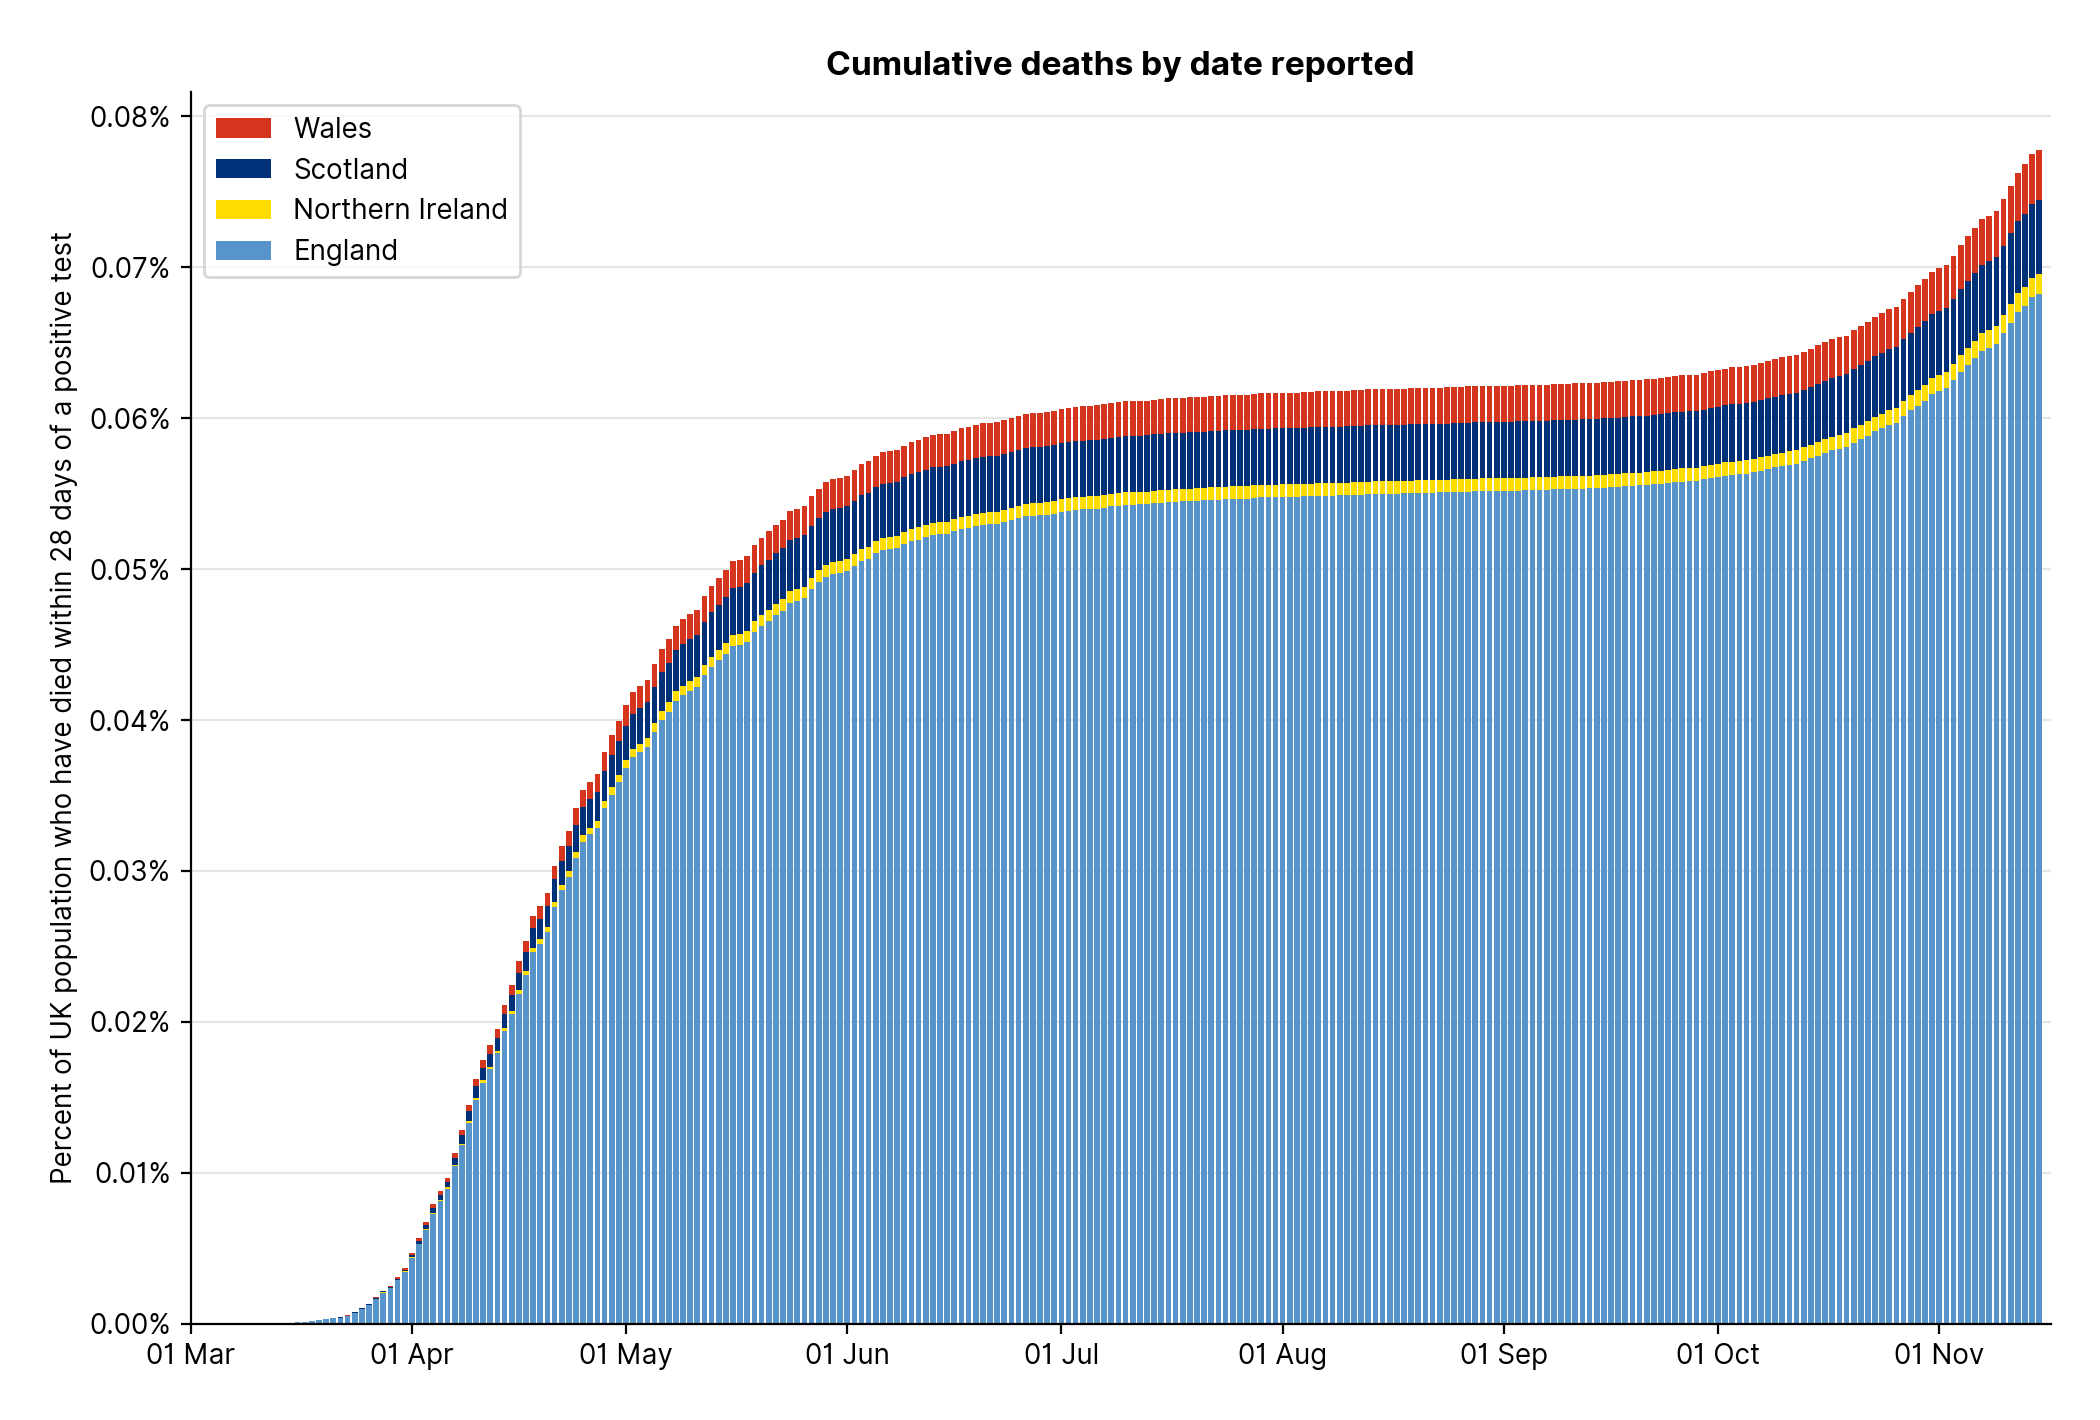 Cumulative deaths by date reported
Percent of UK population who have died within 28 days of a positive test
0.08%
0.07%
0.06%
0.05%
0.04%
0.03%
0.02%
0.01%
0.00%
Wales
Scotland
Northern Ireland
England
01 Mar
01 Apr
01 May
01 Jun
01 Jul
01 Aug
01 Sep
01 Oct
01 Nov